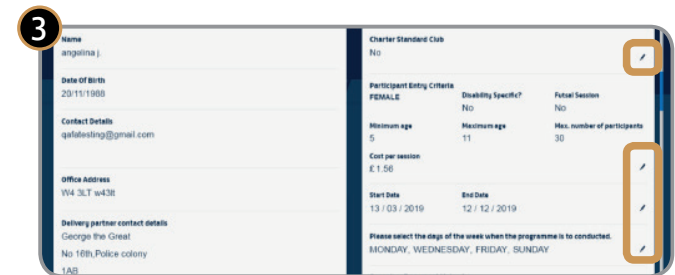 3
Name
angelina j.
Date Of Birth
20/11/1988
Contact Details
qafatesting@gmail.com
Office Address
W4 3LT w43lt
Delivery partner contact details
George the Great
No 16th,Police colony
1AB
Charter Standard Club
No
Participant Entry Criteria
FEMALE
Disability Specific?
No
Futsal Session
No
Minimum age
5
Maximum age
11
Max. number of participants
30
Cost per session
£1.56
Start Date
13 / 03 / 2019
End Date
12 / 12 / 2019
Please select the days of the week when the programme is to conducted.
MONDAY, WEDNESDAY, FRIDAY, SUNDAY